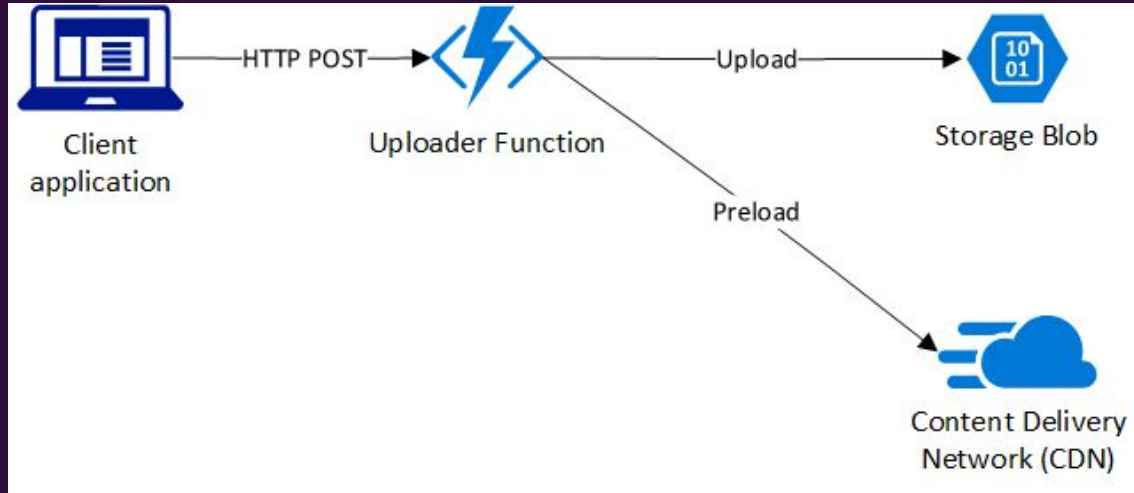 HTTP POST
Upload
10
01
Client
application
Uploader Function
Storage Blob
Preload
Content Delivery
Network (CDN)